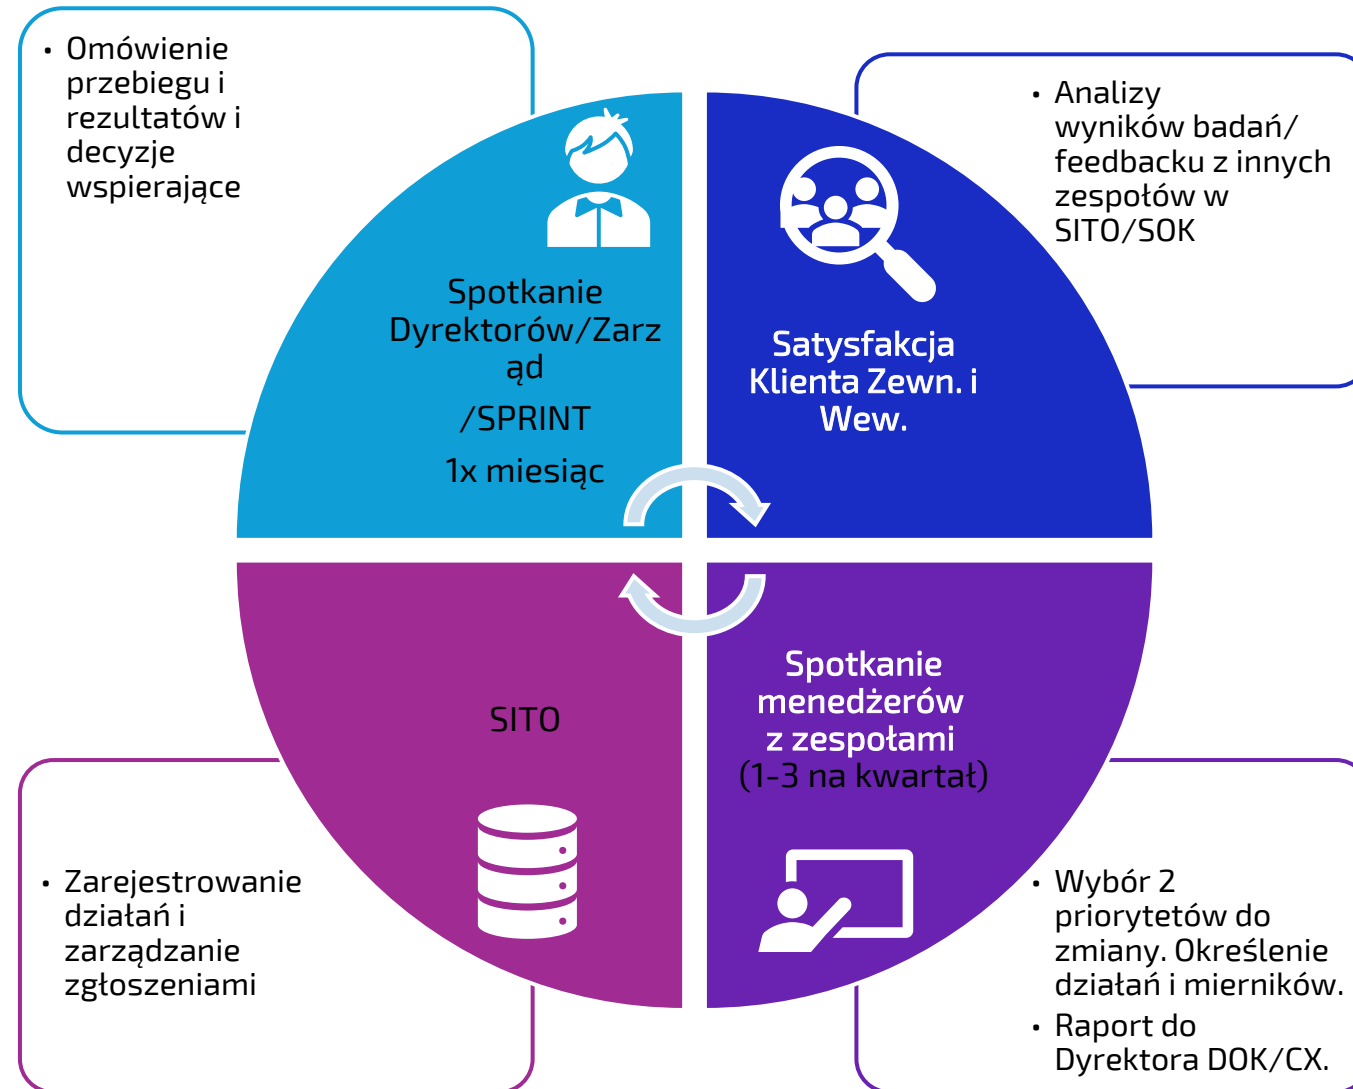 • Omówienie
przebiegu i
rezultatów i
decyzje
wspierające
Spotkanie
Dyrektorów/Zarz
ąd
/SPRINT
1x miesiąc
• Analizy
wyników badań/
feedbacku z innych
zespołów w
SITO/SOK
Satysfakcja
Klienta Zewn. i
Wew.
SITO
• Zarejestrowanie
działań i
zarządzanie
zgłoszeniami
Spotkanie
menedżerów
z zespołami
(1-3 na kwartał)
• Wybór 2
priorytetów do
zmiany. Określenie
działań i mierników.
• Raport do
Dyrektora DOK/CX.